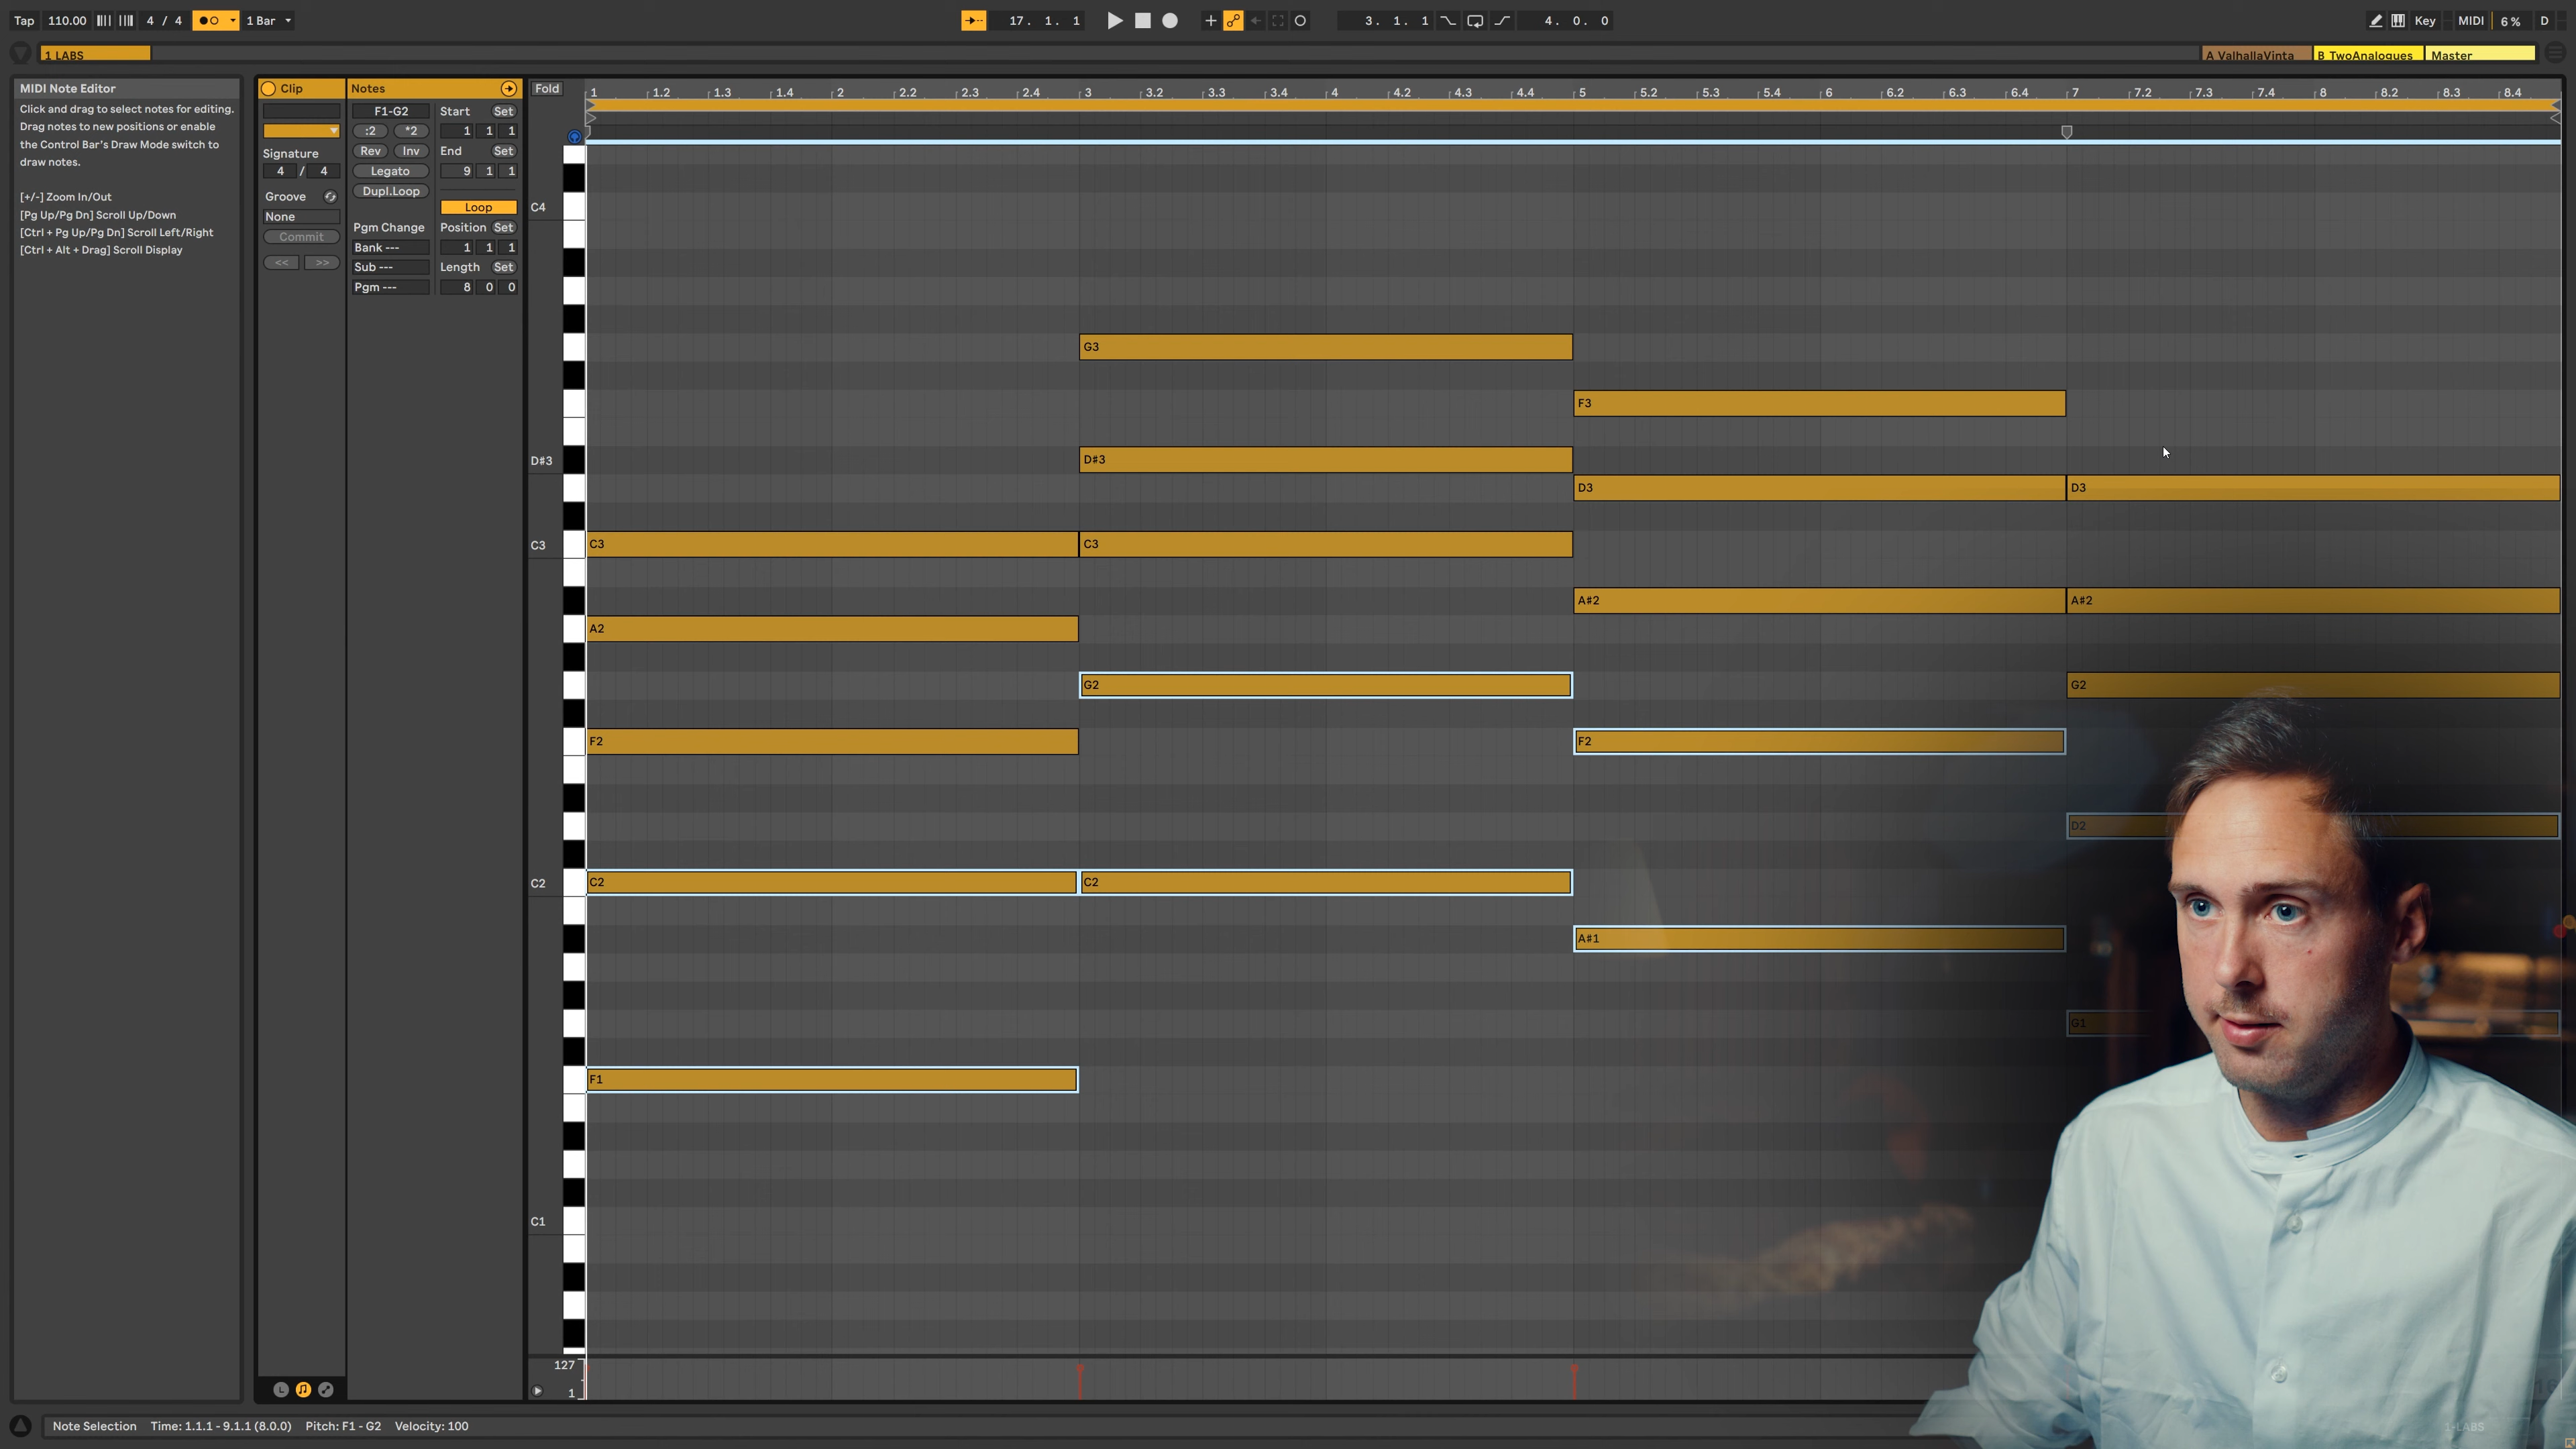 Tap 110.00 4 / 4 1 Bar 17. 1. 1 3. 1. 1 4. 0. 0 Key MIDI 6 % D
1 LABS A ValhallaVinta B TwoAnalogues Master
MIDI Note Editor
Click and drag to select notes for editing.
Drag notes to new positions or enable
the Control Bar's Draw Mode switch to
draw notes.
[+/-] Zoom In/Out
[Pg Up/Pg Dn] Scroll Up/Down
[Ctrl + Pg Up/Pg Dn] Scroll Left/Right
[Ctrl + Alt + Drag] Scroll Display
Clip
Signature
4 / 4
Groove
None
Commit
<< >>
Notes
F1-G2 Start Set
:2 *2 1 1 1
Rev Inv End Set
Legato 9 1 1
Dupl.Loop
Loop
Pgm Change Position Set
Bank --- 1 1 1
Sub --- Length Set
Pgm --- 8 0 0
Fold 1 1.2 1.3 1.4 2 2.2 2.3 2.4 3 3.2 3.3 3.4 4 4.2 4.3 4.4 5 5.2 5.3 5.4 6 6.2 6.3 6.4 7 7.2 7.3 7.4 8 8.2 8.3 8.4
C4
G3
F3
D#3 D#3
D3 D3
C3 C3 C3
A#2 A#2
A2
G2 G2
F2 F2
D2
C2 C2 C2
A#1
G1
F1
C1
127
1
Note Selection Time: 1.1.1 - 9.1.1 (8.0.0) Pitch: F1 - G2 Velocity: 100
1-LABS